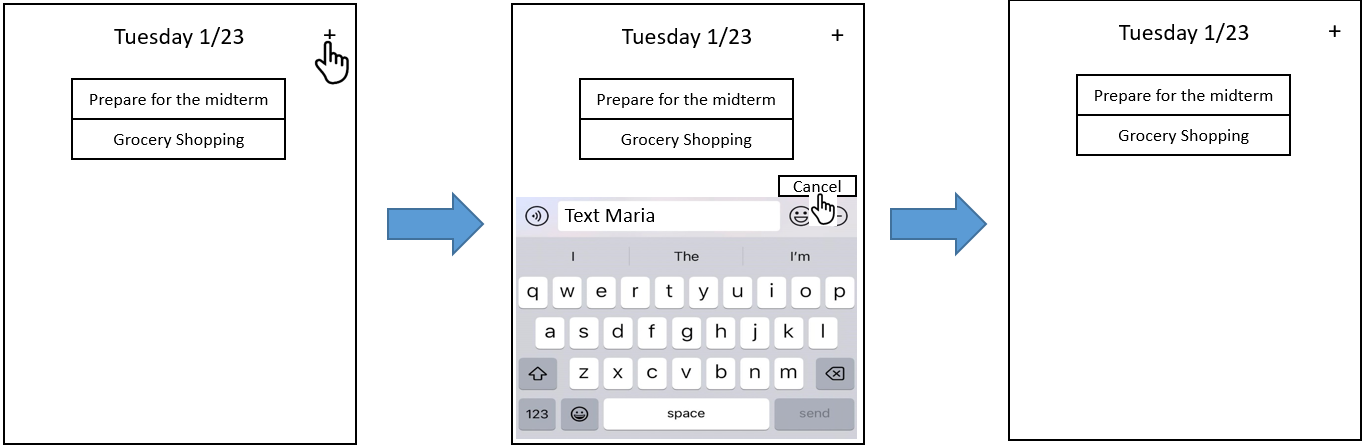 Tuesday 1/23 +
Prepare for the midterm
Grocery Shopping
Tuesday 1/23 +
Prepare for the midterm
Grocery Shopping
Cancel
Text Maria
I The I'm
q w e r t y u i o p
a s d f g h j k l
z x c v b n m
123 space send
Tuesday 1/23 +
Prepare for the midterm
Grocery Shopping